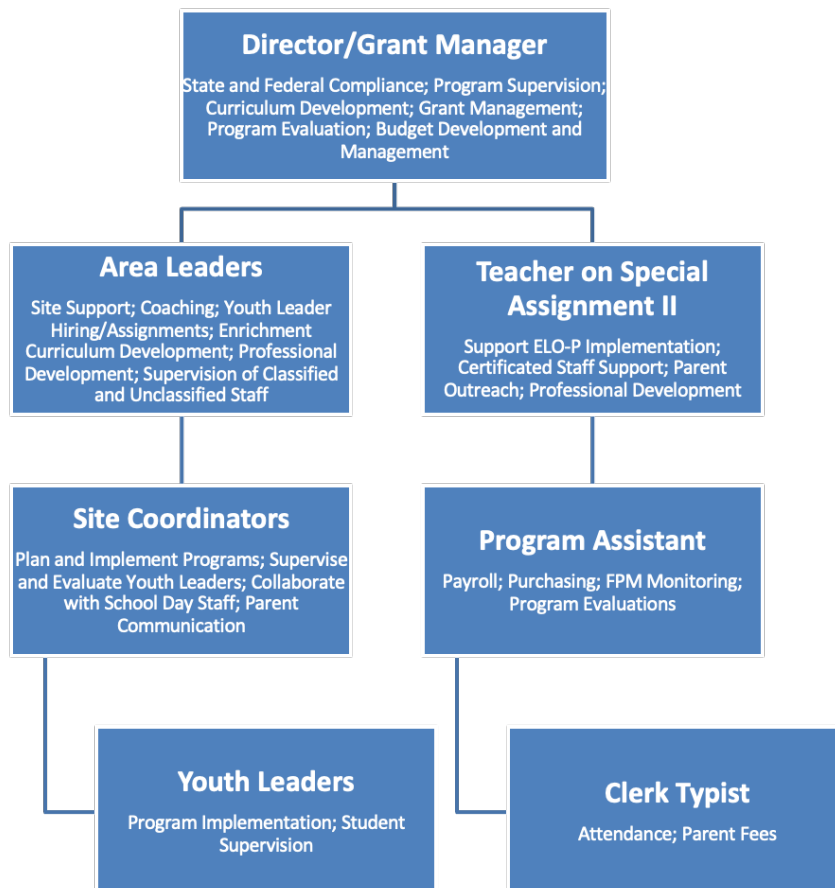 Director/Grant Manager
State and Federal Compliance; Program Supervision;
Curriculum Development; Grant Management;
Program Evaluation; Budget Development and
Management
Area Leaders
Site Support; Coaching; Youth Leader
Hiring/Assignments; Enrichment
Curriculum Development; Professional
Development; Supervision of Classified
and Unclassified Staff
Teacher on Special
Assignment II
Support ELO-P Implementation;
Certificated Staff Support; Parent
Outreach; Professional Development
Site Coordinators
Plan and Implement Programs; Supervise
and Evaluate Youth Leaders; Collaborate
with School Day Staff; Parent
Communication
Program Assistant
Payroll; Purchasing; FPM Monitoring;
Program Evaluations
Youth Leaders
Program Implementation; Student
Supervision
Clerk Typist
Attendance; Parent Fees